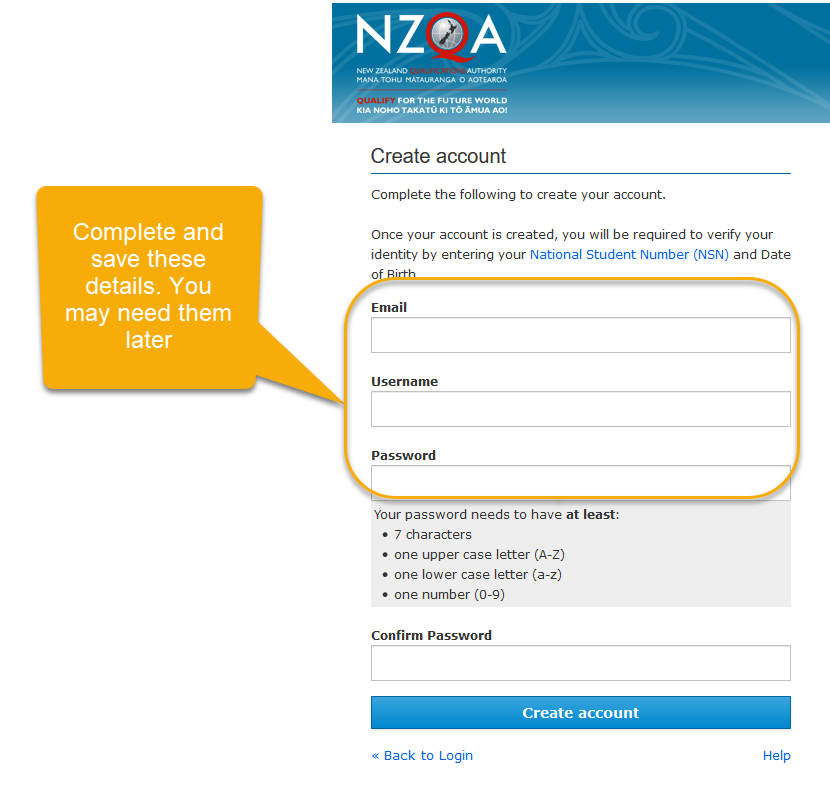 NZQA
NEW ZEALAND QUALIFICATIONS AUTHORITY
MANA TOHU MĀTAURANGA O AOTEAROA
QUALIFY FOR THE FUTURE WORLD
KIA NOHO TAKATŪ KI TŌ ĀMUA AO!
Create account
Complete the following to create your account.
Once your account is created, you will be required to verify your
identity by entering your National Student Number (NSN) and Date
of Birth
Complete and
save these
details. You
may need them
later
Email
Username
Password
Your password needs to have at least:
• 7 characters
• one upper case letter (A-Z)
• one lower case letter (a-z)
• one number (0-9)
Confirm Password
Create account
« Back to Login
Help